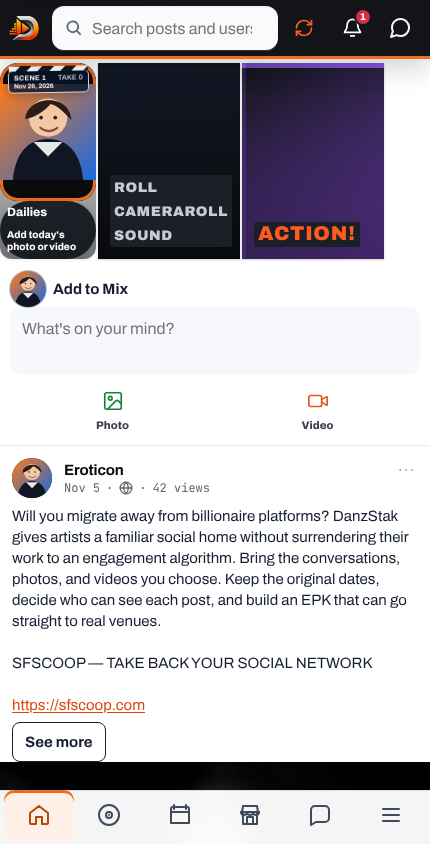 Search posts and users
1
SCENE 1 TAKE 0
Nov 26, 2026
Dailies
Add today's
photo or video
ROLL
CAMERAROLL
SOUND
ACTION!
Add to Mix
What's on your mind?
Photo
Video
Eroticon
Nov 5 · · 42 views
Will you migrate away from billionaire platforms? DanzStak
gives artists a familiar social home without surrendering their
work to an engagement algorithm. Bring the conversations,
photos, and videos you choose. Keep the original dates,
decide who can see each post, and build an EPK that can go
straight to real venues.
SFSCOOP — TAKE BACK YOUR SOCIAL NETWORK
https://sfscoop.com
See more